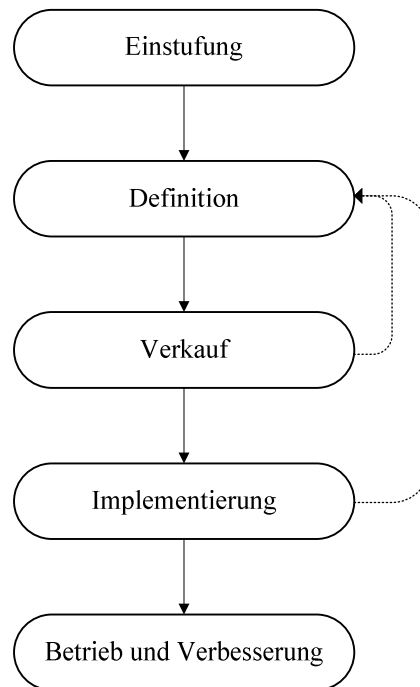 Einstufung
Definition
Verkauf
Implementierung
Betrieb und Verbesserung